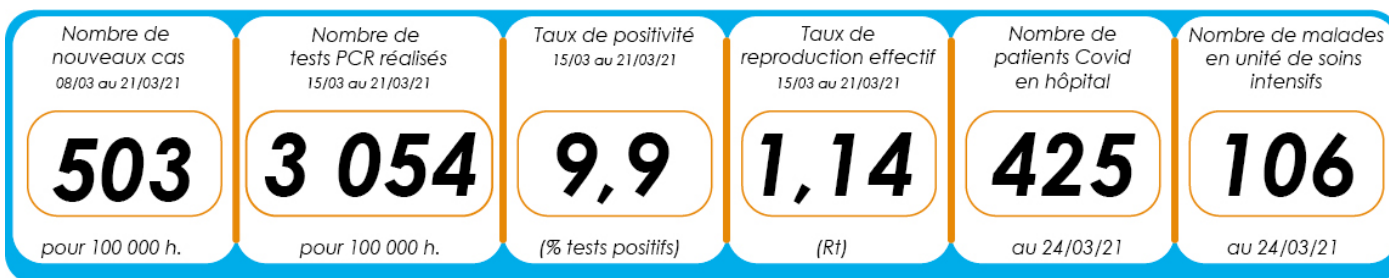 Nombre de
nouveaux cas
08/03 au 21/03/21
503
pour 100 000 h.
Nombre de
tests PCR réalisés
15/03 au 21/03/21
3 054
pour 100 000 h.
Taux de positivité
15/03 au 21/03/21
9,9
(% tests positifs)
Taux de
reproduction effectif
15/03 au 21/03/21
1,14
(Rt)
Nombre de
patients Covid
en hôpital
425
au 24/03/21
Nombre de malades
en unité de soins
intensifs
106
au 24/03/21